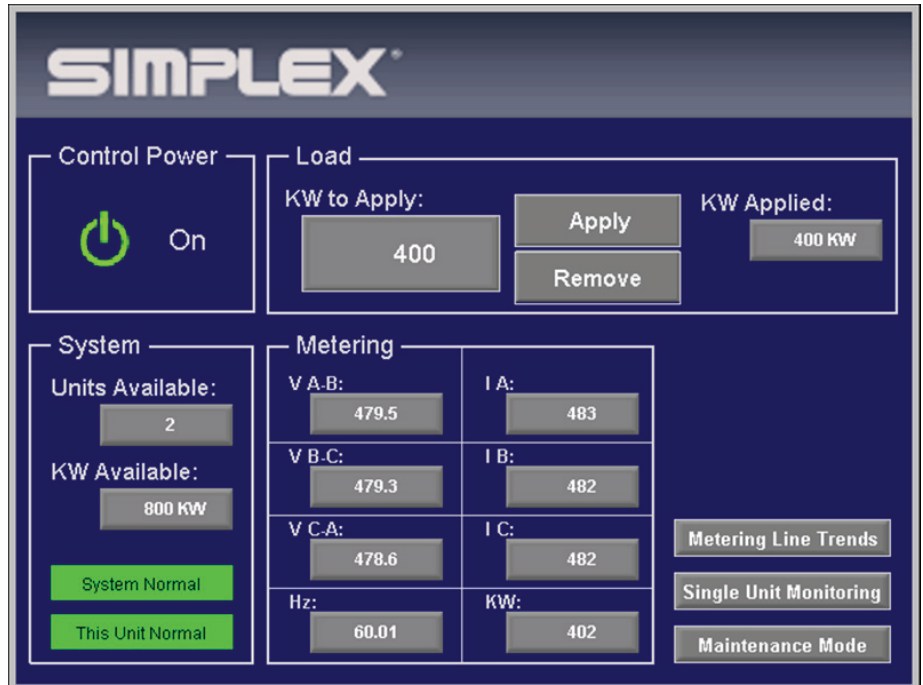 SIMPLEX®
Control Power
On
Load
KW to Apply:
400
Apply
Remove
KW Applied:
400 KW
System
Units Available:
2
KW Available:
800 KW
System Normal
This Unit Normal
Metering
V A-B:
479.5
I A:
483
V B-C:
479.3
I B:
482
V C-A:
478.6
I C:
482
Hz:
60.01
KW:
402
Metering Line Trends
Single Unit Monitoring
Maintenance Mode